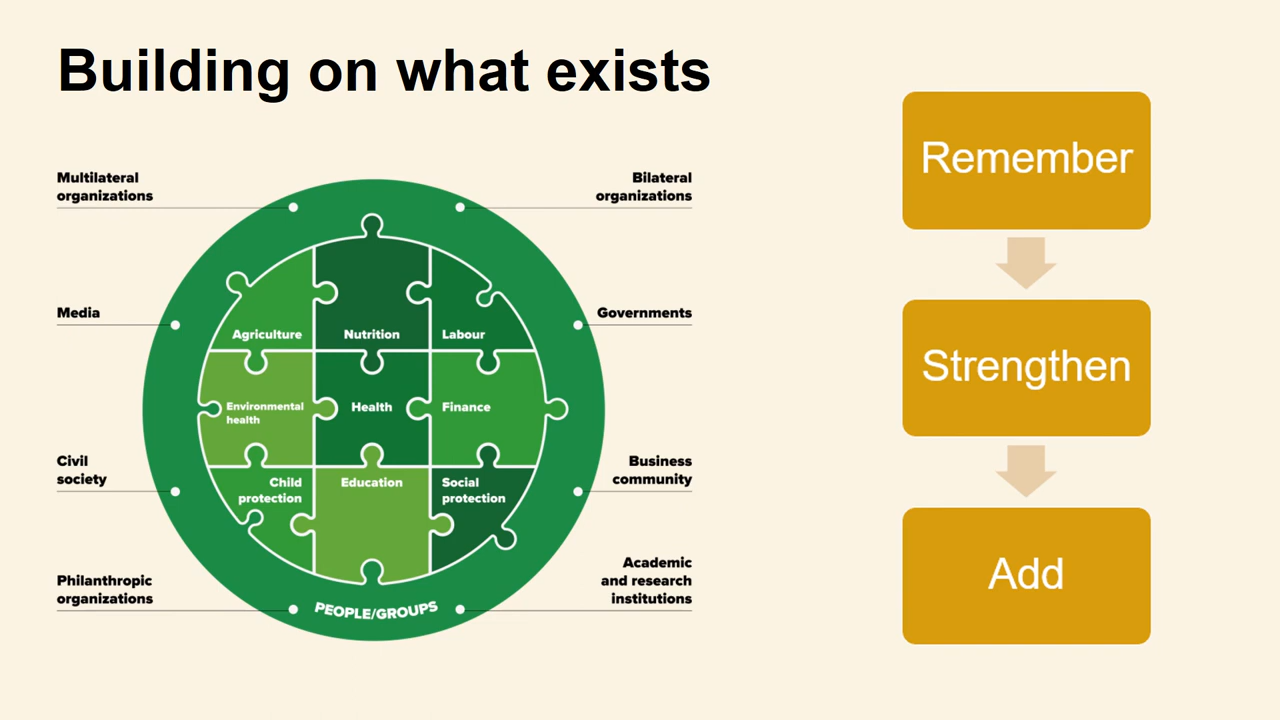 Building on what exists
Multilateral
organizations
Bilateral
organizations
Media
Governments
Agriculture
Nutrition
Labour
Environmental
health
Health
Finance
Civil
society
Business
community
Child
protection
Education
Social
protection
Philanthropic
organizations
Academic
and research
institutions
PEOPLE/GROUPS
Remember
Strengthen
Add